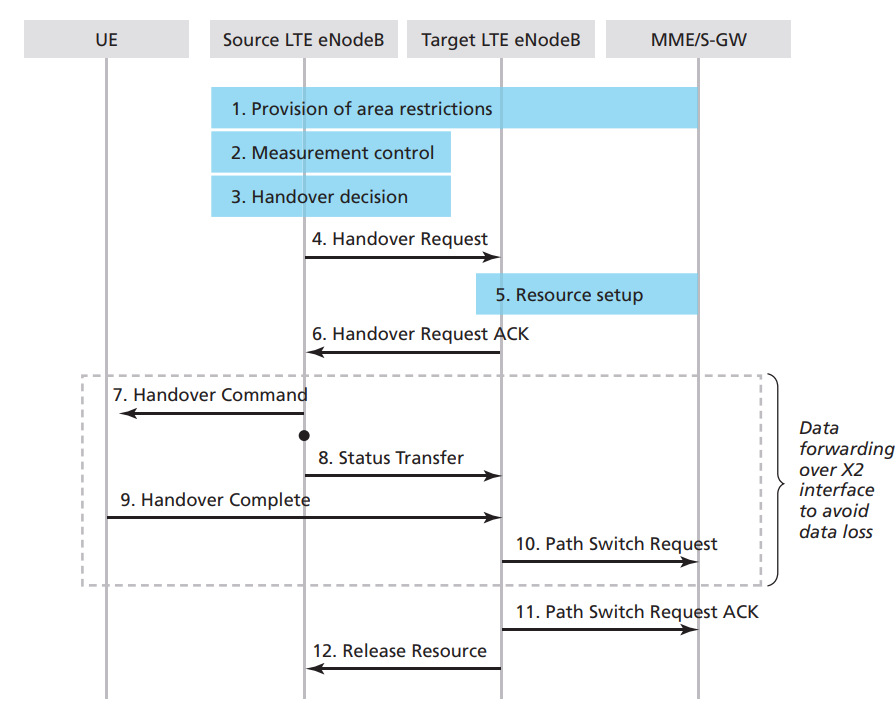 UE
Source LTE eNodeB
Target LTE eNodeB
MME/S-GW
1. Provision of area restrictions
2. Measurement control
3. Handover decision
4. Handover Request
5. Resource setup
6. Handover Request ACK
7. Handover Command
8. Status Transfer
9. Handover Complete
10. Path Switch Request
Data
forwarding
over X2
interface
to avoid
data loss
11. Path Switch Request ACK
12. Release Resource